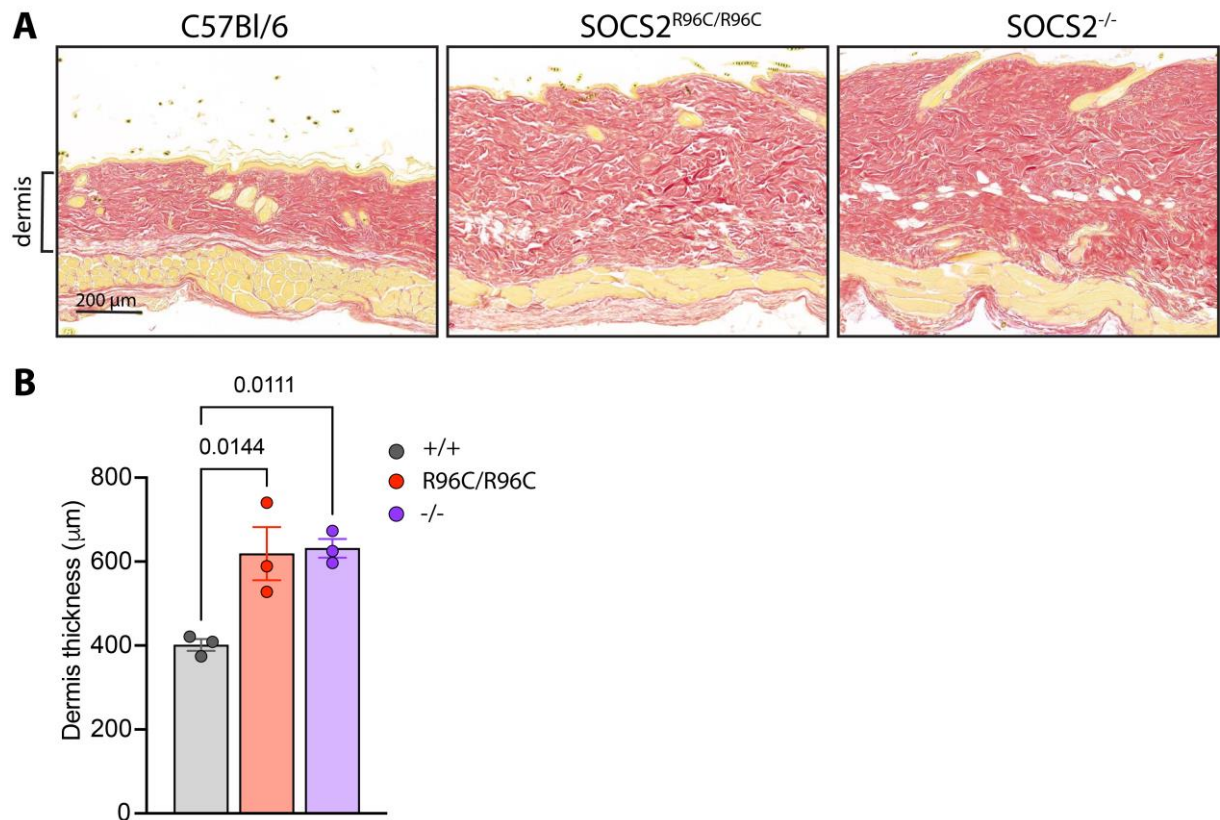 A
C57Bl/6
SOCS2R96C/R96C
SOCS2-/-
dermis
200 µm
B
0.0111
0.0144
+/+
R96C/R96C
-/-
Dermis thickness (µm)
800
600
400
200
0